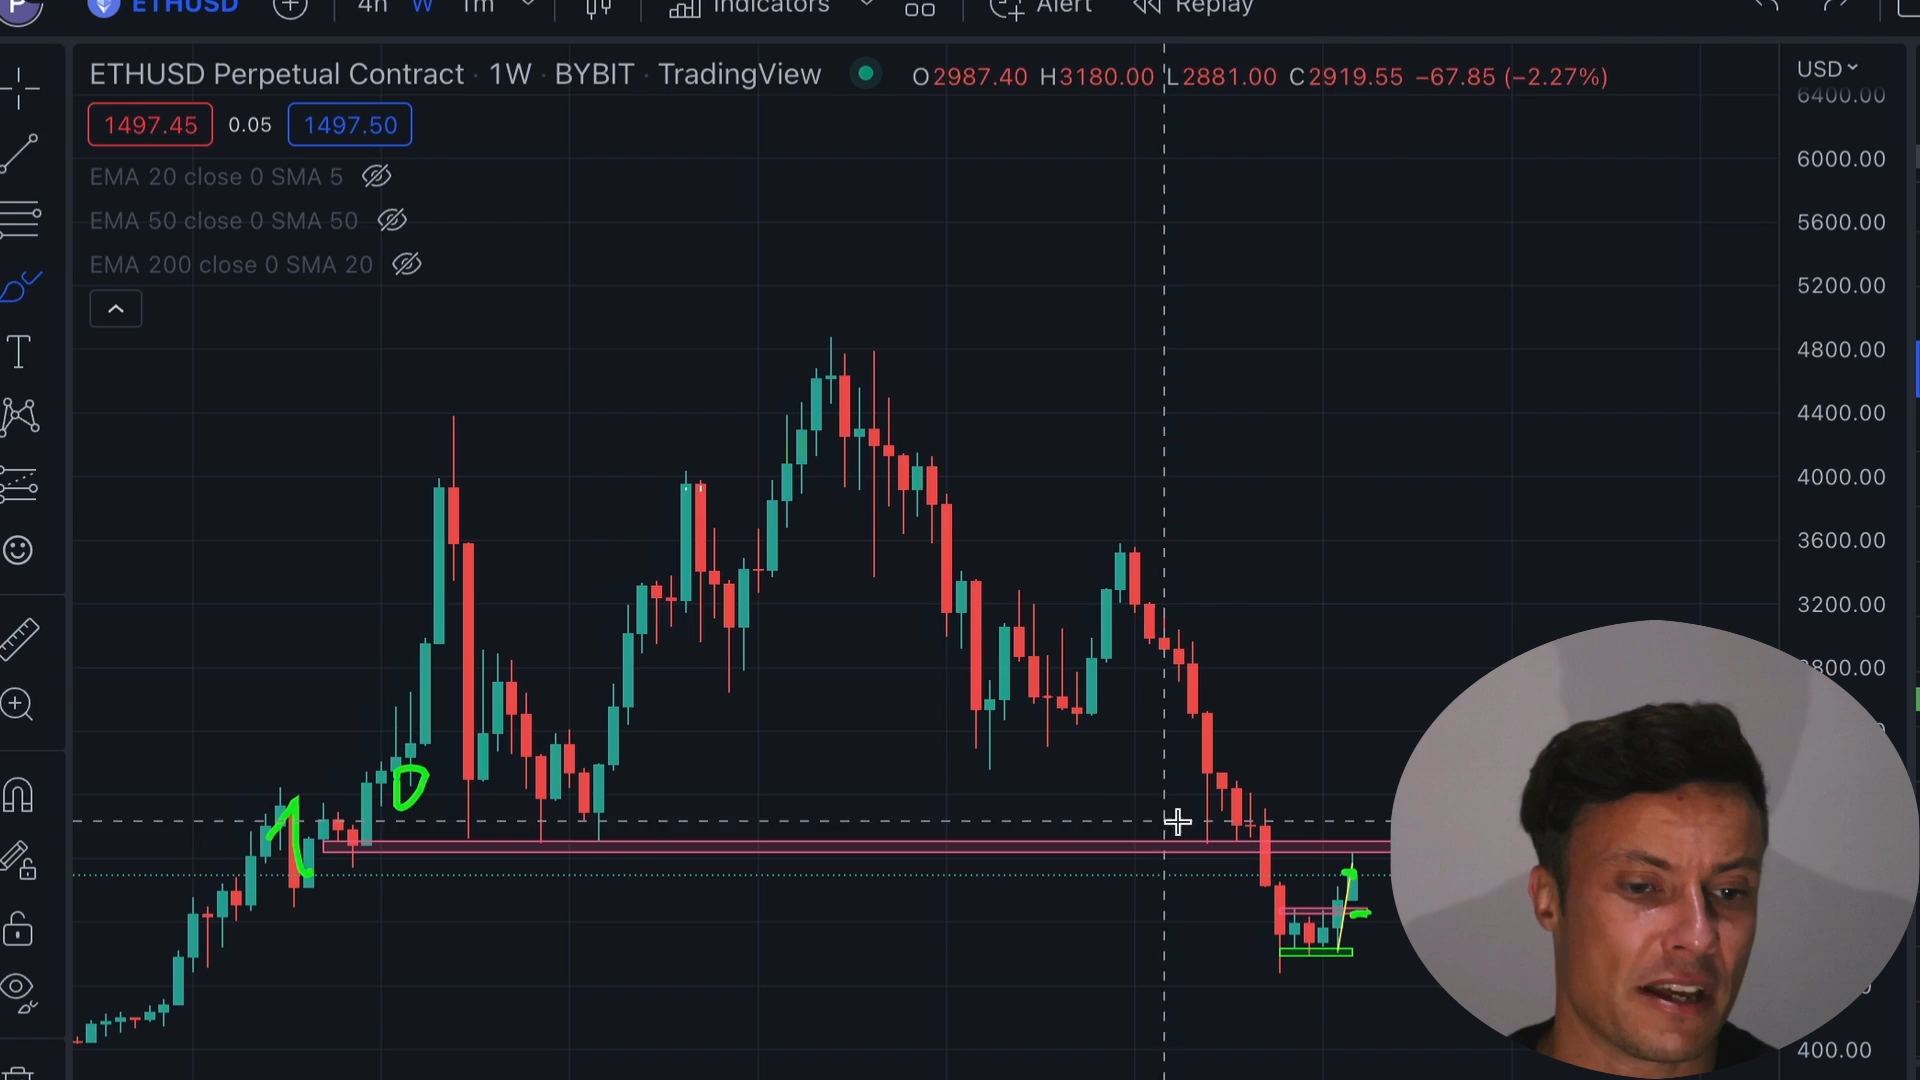 P ETHUSD 4h W 1m Indicators Alert Replay
ETHUSD Perpetual Contract · 1W · BYBIT · TradingView O2987.40 H3180.00 L2881.00 C2919.55 −67.85 (−2.27%)
USD
1497.45 0.05 1497.50
EMA 20 close 0 SMA 5
EMA 50 close 0 SMA 50
EMA 200 close 0 SMA 20
6400.00
6000.00
5600.00
5200.00
4800.00
4400.00
4000.00
3600.00
3200.00
800.00
400.00